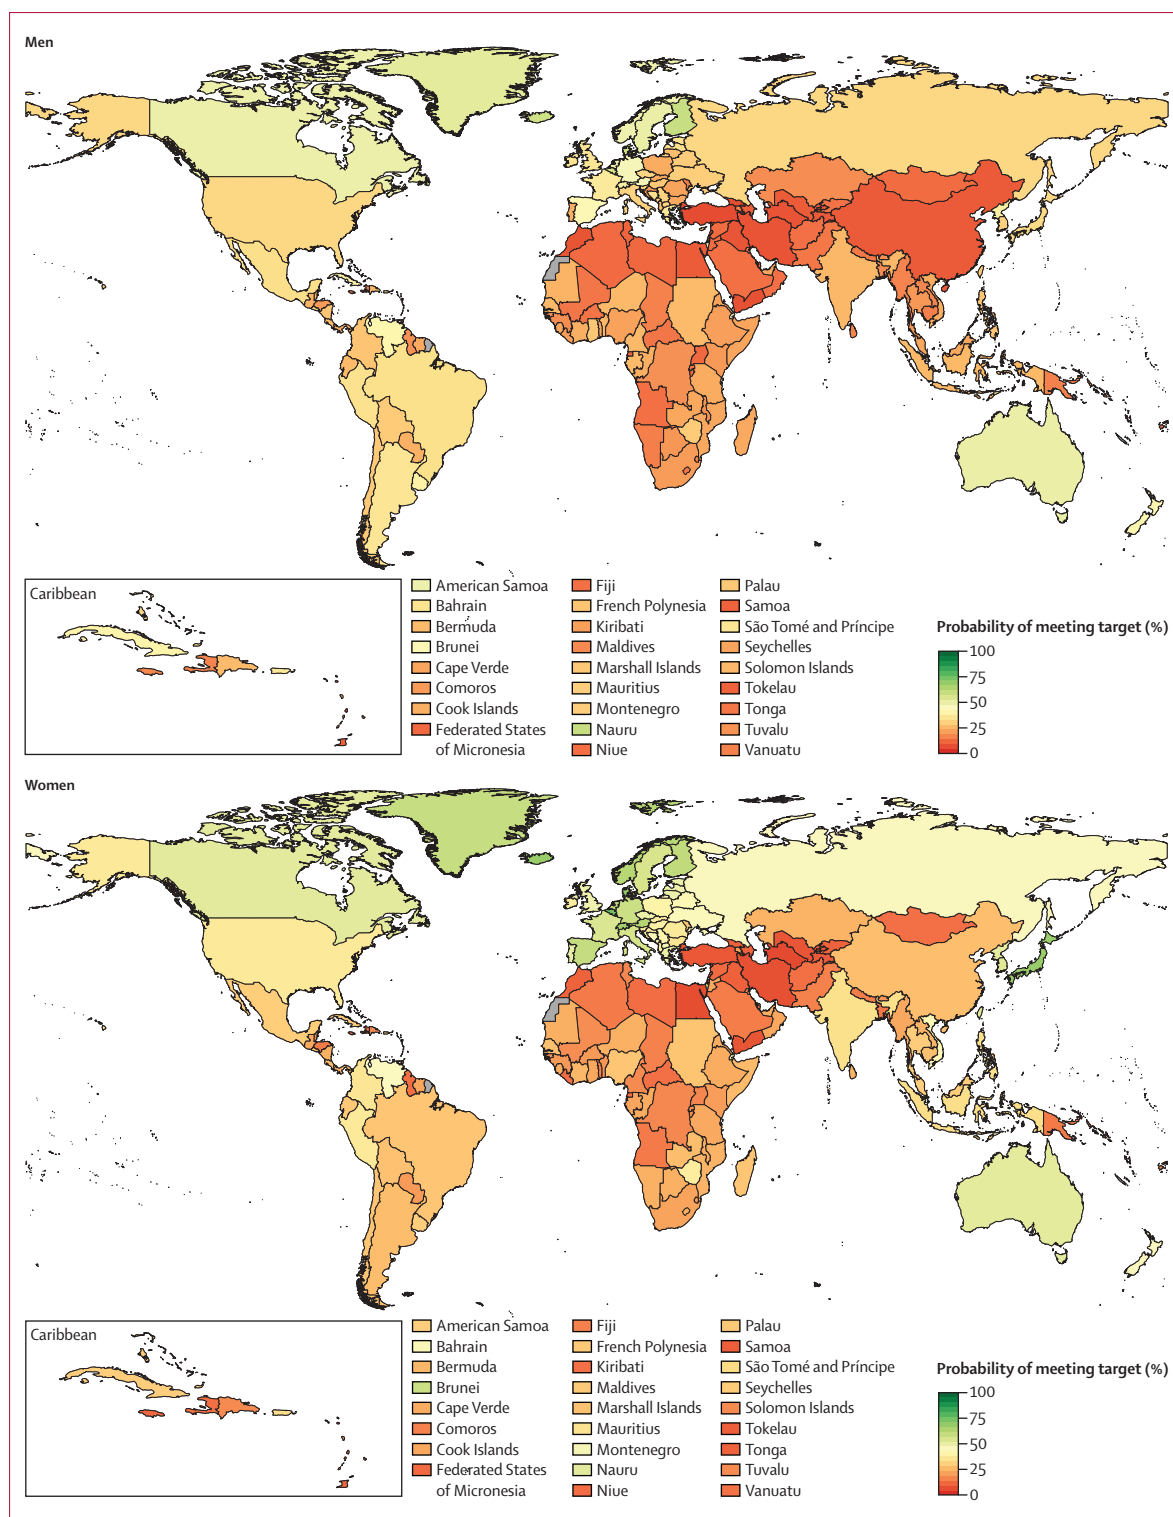 Men
Caribbean
American Samoa
Bahrain
Bermuda
Brunei
Cape Verde
Comoros
Cook Islands
Federated States
of Micronesia
Fiji
French Polynesia
Kiribati
Maldives
Marshall Islands
Mauritius
Montenegro
Nauru
Niue
Palau
Samoa
São Tomé and Príncipe
Seychelles
Solomon Islands
Tokelau
Tonga
Tuvalu
Vanuatu
Probability of meeting target (%)
100
75
50
25
0
Women
Caribbean
American Samoa
Bahrain
Bermuda
Brunei
Cape Verde
Comoros
Cook Islands
Federated States
of Micronesia
Fiji
French Polynesia
Kiribati
Maldives
Marshall Islands
Mauritius
Montenegro
Nauru
Niue
Palau
Samoa
São Tomé and Príncipe
Seychelles
Solomon Islands
Tokelau
Tonga
Tuvalu
Vanuatu
Probability of meeting target (%)
100
75
50
25
0